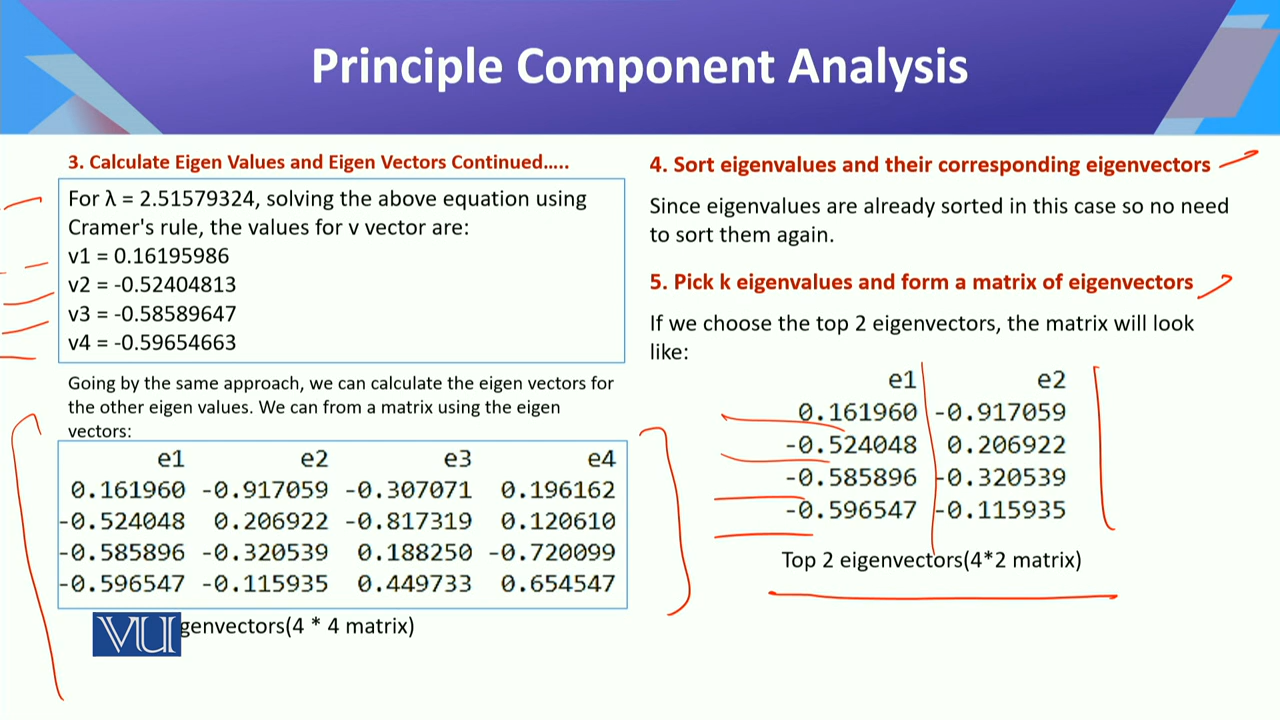 Principle Component Analysis
3. Calculate Eigen Values and Eigen Vectors Continued.....
For λ = 2.51579324, solving the above equation using
Cramer's rule, the values for v vector are:
v1 = 0.16195986
v2 = -0.52404813
v3 = -0.58589647
v4 = -0.59654663
Going by the same approach, we can calculate the eigen vectors for
the other eigen values. We can from a matrix using the eigen
vectors:
e1 e2 e3 e4
0.161960 -0.917059 -0.307071 0.196162
-0.524048 0.206922 -0.817319 0.120610
-0.585896 -0.320539 0.188250 -0.720099
-0.596547 -0.115935 0.449733 0.654547
VU genvectors(4 * 4 matrix)
4. Sort eigenvalues and their corresponding eigenvectors
Since eigenvalues are already sorted in this case so no need
to sort them again.
5. Pick k eigenvalues and form a matrix of eigenvectors
If we choose the top 2 eigenvectors, the matrix will look
like:
e1 e2
0.161960 -0.917059
-0.524048 0.206922
-0.585896 -0.320539
-0.596547 -0.115935
Top 2 eigenvectors(4*2 matrix)